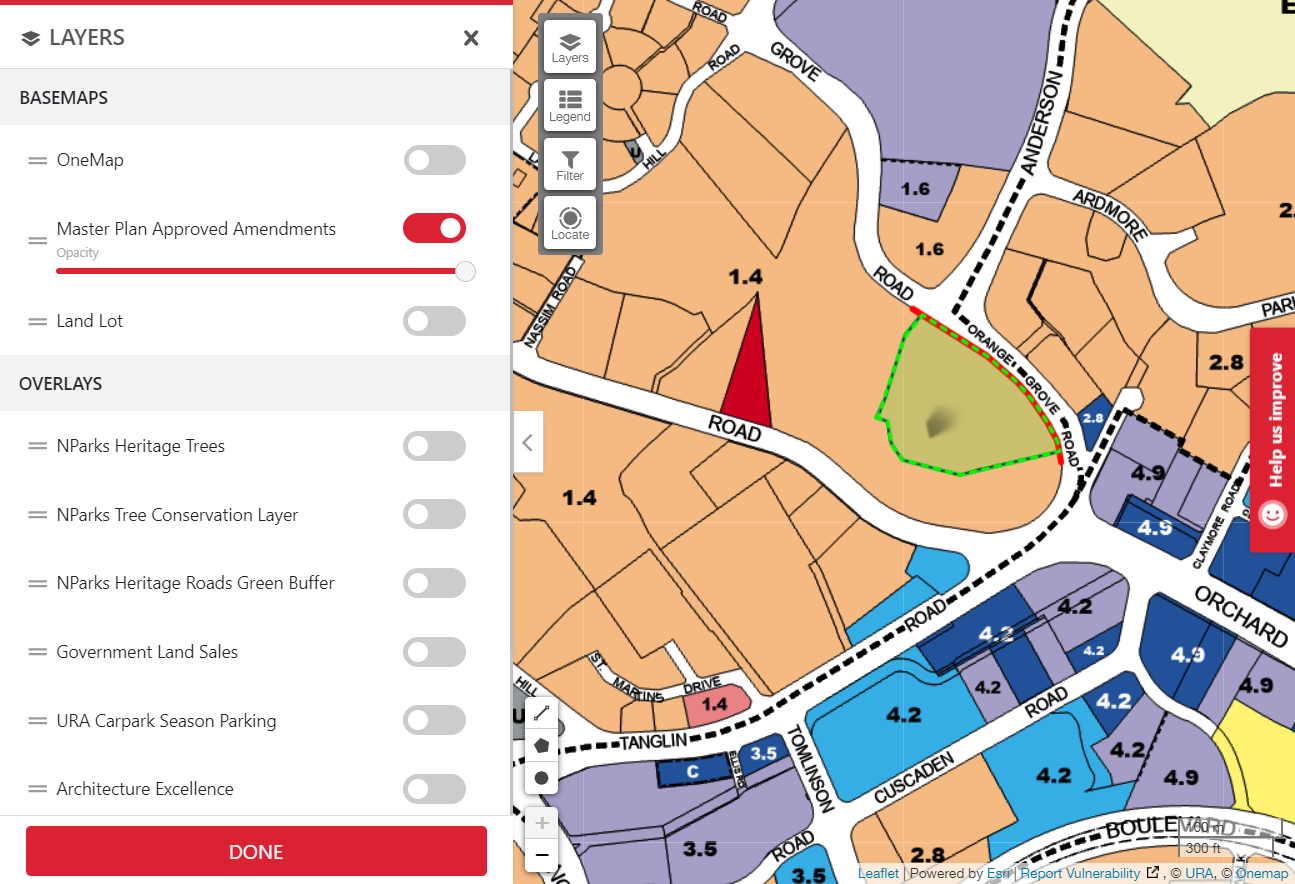 LAYERS
BASEMAPS
OneMap
Master Plan Approved Amendments
Opacity
Land Lot
OVERLAYS
NParks Heritage Trees
NParks Tree Conservation Layer
NParks Heritage Roads Green Buffer
Government Land Sales
URA Carpark Season Parking
Architecture Excellence
DONE
Layers
Legend
Filter
Locate
ROAD
GROVE
ROAD
HILL
U
ANDERSON
1.6
1.6
ARDMORE
2.
1.4
ROAD
NASSIM ROAD
PARK
ORANGE
GROVE
ROAD
2.8
2.8
Help us improve
ROAD
1.4
4.9
4.9
CLAYMORE ROAD
ORCHARD
ROAD
4.2
4.2
4.2
4.9
4.2
4.9
ST. MARTINS DRIVE
1.4
HILL
U
4.2
ROAD
4.2
TANGLIN
TOMLINSON
3.5
C
ELLIS RD
CUSCADEN
4.2
4.2
4.9
BOULEVARD
100 m
300 ft
3.5
ROAD
2.8
3.5
Leaflet | Powered by Esri | Report Vulnerability , © URA, © Onemap